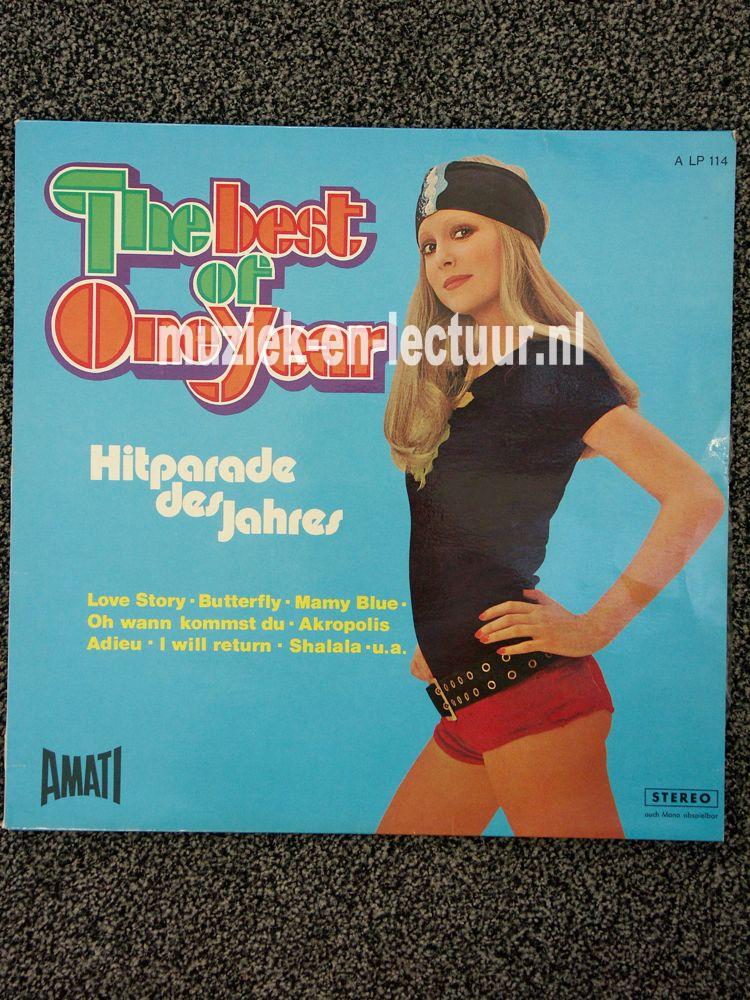 A LP 114
The best
of
One Year
muziek-en-lectuur.nl
Hitparade
des Jahres
Love Story · Butterfly · Mamy Blue ·
Oh wann kommst du · Akropolis
Adieu · I will return · Shalala · u.a.
AMATI
STEREO
auch Mono abspielbar